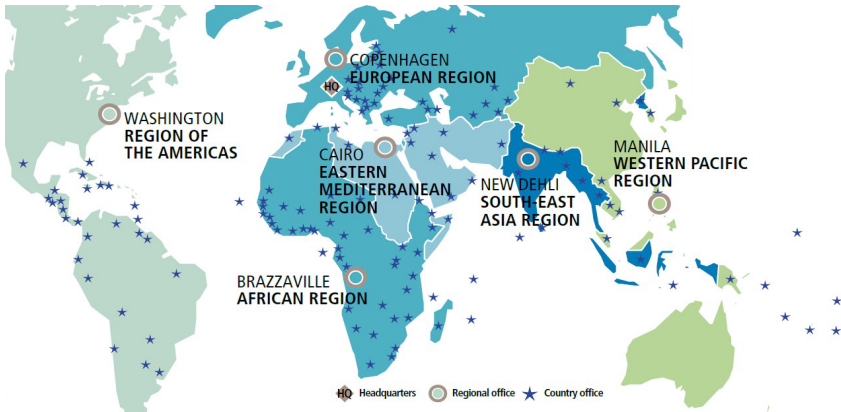 COPENHAGEN
EUROPEAN REGION
HQ
WASHINGTON
REGION OF
THE AMERICAS
CAIRO
EASTERN
MEDITERRANEAN
REGION
NEW DEHLI
SOUTH-EAST
ASIA REGION
MANILA
WESTERN PACIFIC
REGION
BRAZZAVILLE
AFRICAN REGION
HQ Headquarters
Regional office
Country office